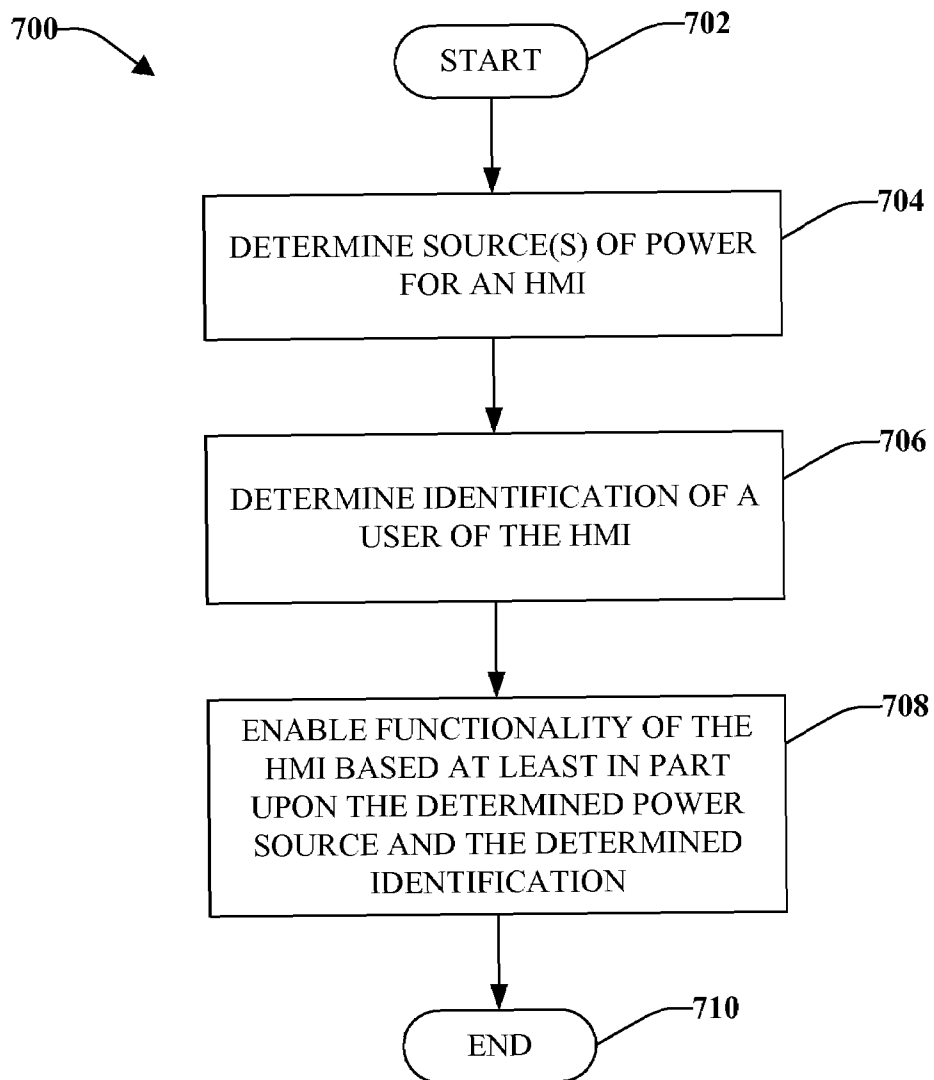 700
702
START
704
DETERMINE SOURCE(S) OF POWER
FOR AN HMI
706
DETERMINE IDENTIFICATION OF A
USER OF THE HMI
708
ENABLE FUNCTIONALITY OF THE
HMI BASED AT LEAST IN PART
UPON THE DETERMINED POWER
SOURCE AND THE DETERMINED
IDENTIFICATION
710
END